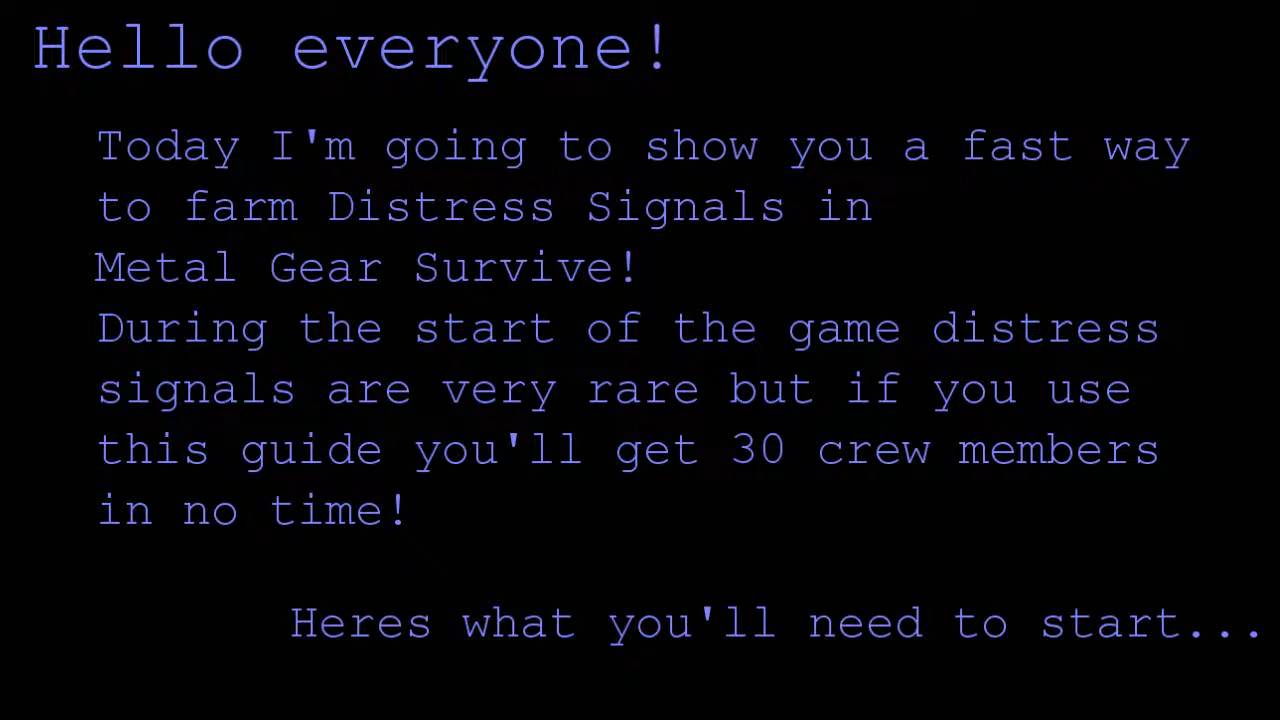 Hello everyone!
Today I'm going to show you a fast way
to farm Distress Signals in
Metal Gear Survive!
During the start of the game distress
signals are very rare but if you use
this guide you'll get 30 crew members
in no time!
Heres what you'll need to start...